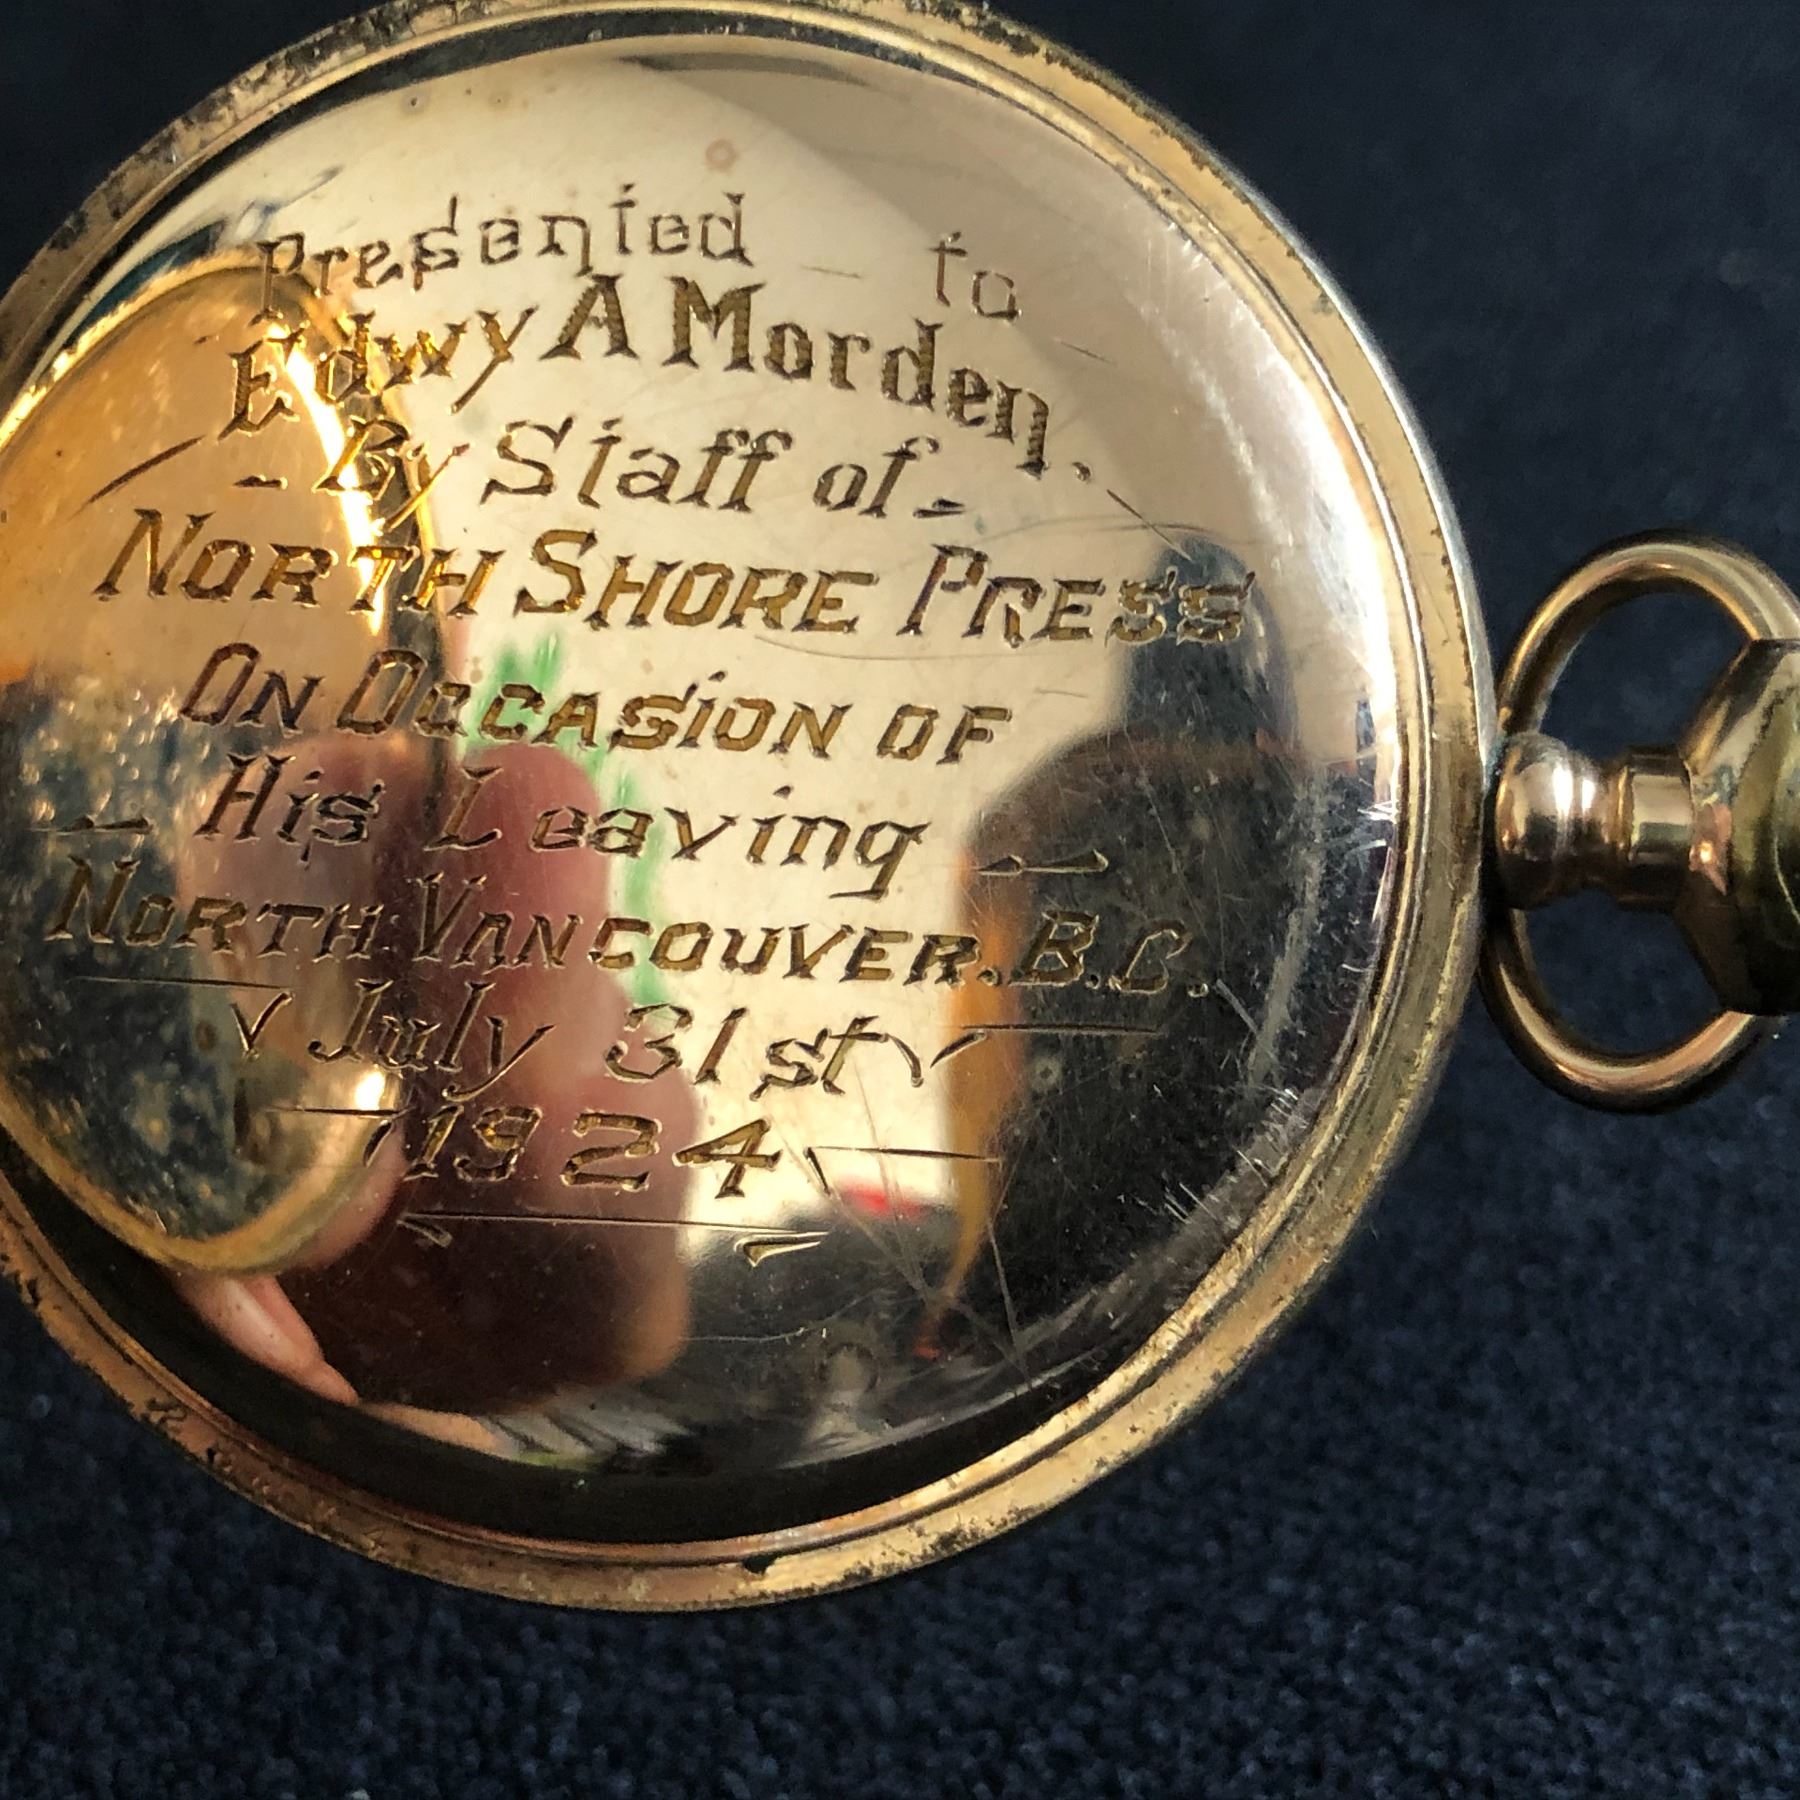 Presented - to
Edwy A Morden.
- By Staff of -
NORTH SHORE PRESS
ON OCCASION OF
- His Leaving -
NORTH VANCOUVER. B.C.
July 31st
1924